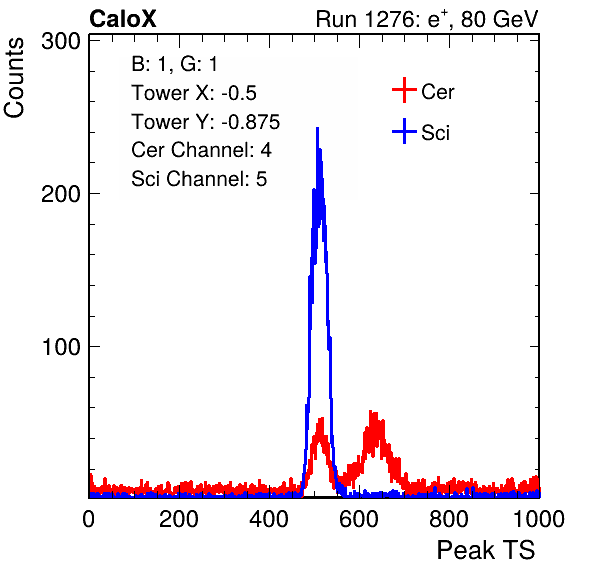 CaloX Run 1276: e⁺, 80 GeV
Counts
300
200
100
B: 1, G: 1
Tower X: -0.5
Tower Y: -0.875
Cer Channel: 4
Sci Channel: 5
Cer
Sci
0 200 400 600 800 1000
Peak TS